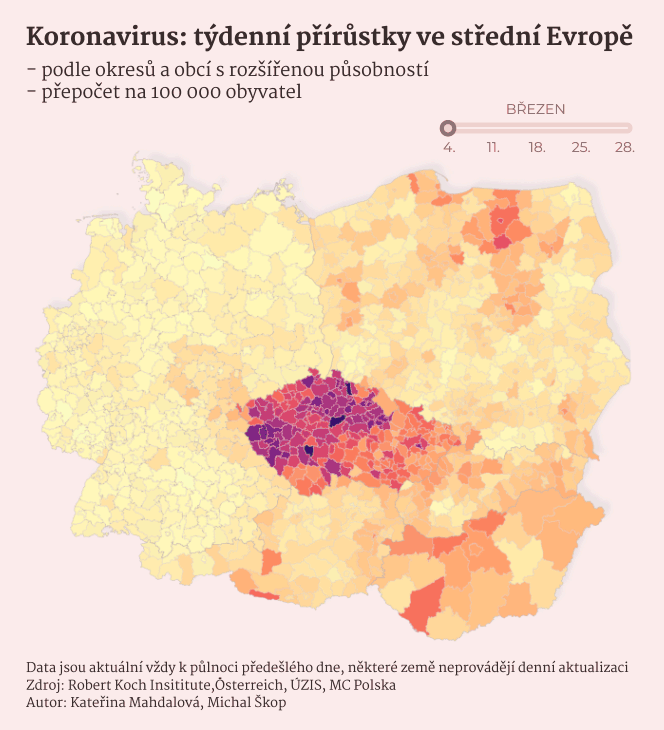 Koronavirus: týdenní přírůstky ve střední Evropě
- podle okresů a obcí s rozšířenou působností
- přepočet na 100 000 obyvatel
BŘEZEN
4. 11. 18. 25. 28.
Data jsou aktuální vždy k půlnoci předešlého dne, některé země neprovádějí denní aktualizaci
Zdroj: Robert Koch Insititute,Österreich, ÚZIS, MC Polska
Autor: Kateřina Mahdalová, Michal Škop